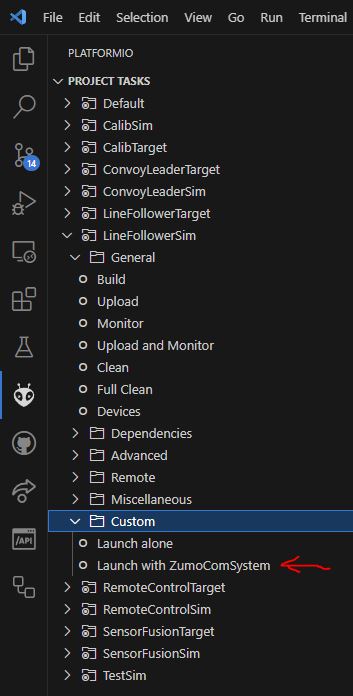 File Edit View Go Run Terminal
PLATFORMIO
PROJECT TASKS
Default
CalibSim
CalibTarget
ConvoyLeaderTarget
ConvoyLeaderSim
LineFollowerTarget
LineFollowerSim
General
Build
Upload
Monitor
Upload and Monitor
Clean
Full Clean
Devices
Dependencies
Advanced
Remote
Miscellaneous
Custom
Launch alone
Launch with ZumoComSystem
RemoteControlTarget
RemoteControlSim
SensorFusionTarget
SensorFusionSim
TestSim
14
/API